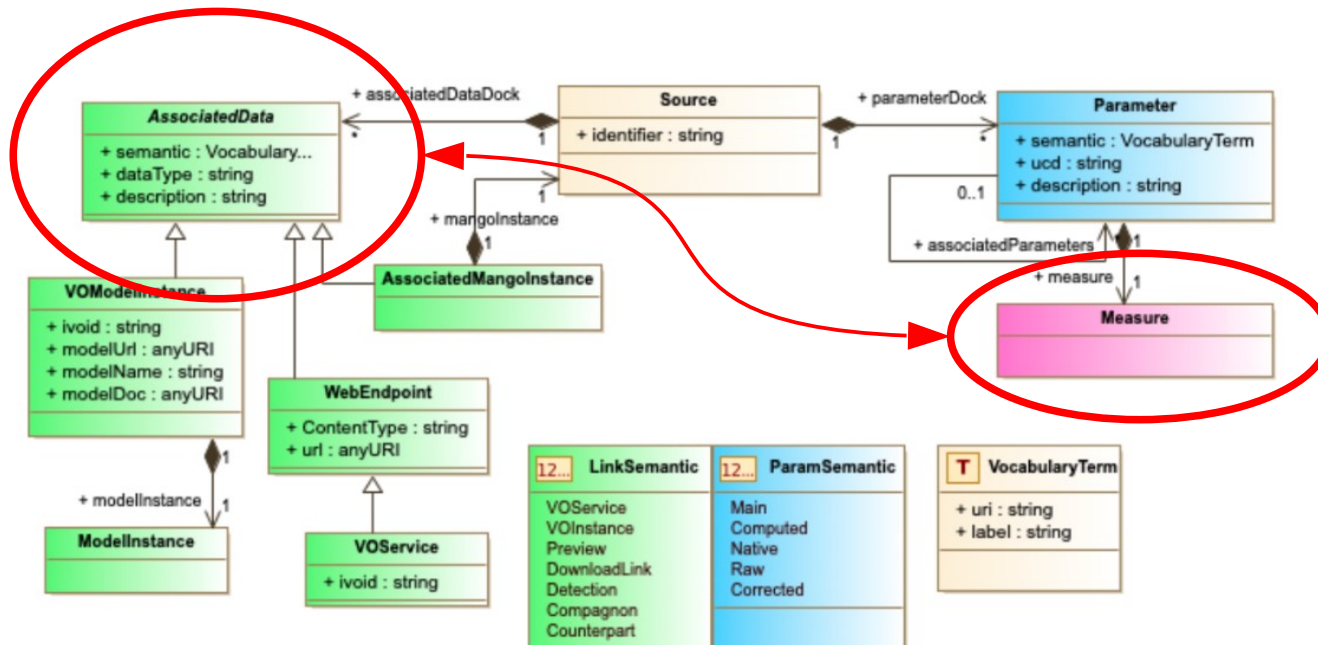 + associatedDataDock
*
1
Source
+ identifier : string
+ parameterDock
1
*
AssociatedData
+ semantic : Vocabulary...
+ dataType : string
+ description : string
Parameter
+ semantic : VocabularyTerm
+ ucd : string
+ description : string
0..1
+ associatedParameters
1
+ mangoInstance
1
1
+ measure
1
AssociatedMangoInstance
Measure
VOModelInstance
+ ivoid : string
+ modelUrl : anyURI
+ modelName : string
+ modelDoc : anyURI
1
+ modelInstance
1
ModelInstance
WebEndpoint
+ ContentType : string
+ url : anyURI
VOService
+ ivoid : string
12... LinkSemantic
VOService
VOInstance
Preview
DownloadLink
Detection
Compagnon
Counterpart
12... ParamSemantic
Main
Computed
Native
Raw
Corrected
T VocabularyTerm
+ uri : string
+ label : string